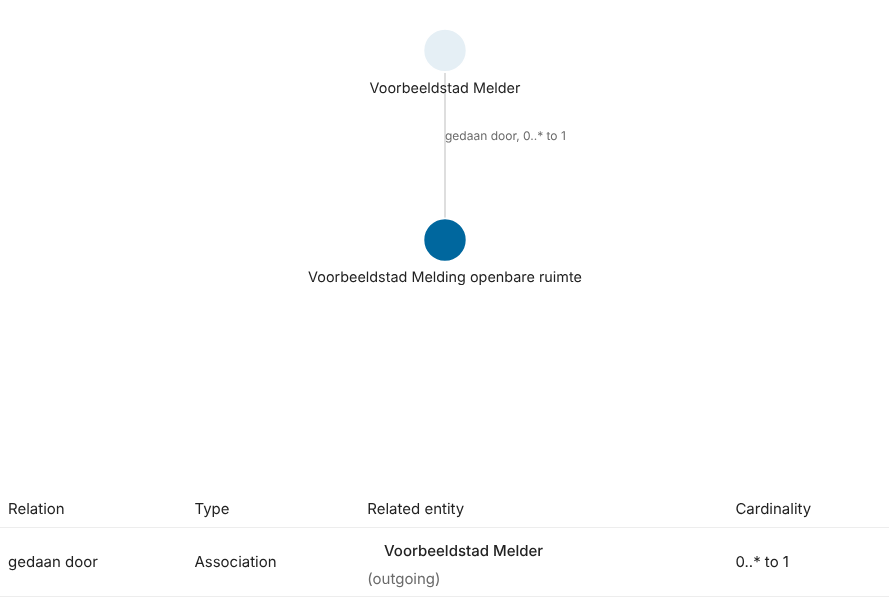 Voorbeeldstad Melder
gedaan door, 0..* to 1
Voorbeeldstad Melding openbare ruimte
Relation Type Related entity Cardinality
gedaan door Association Voorbeeldstad Melder 0..* to 1
(outgoing)